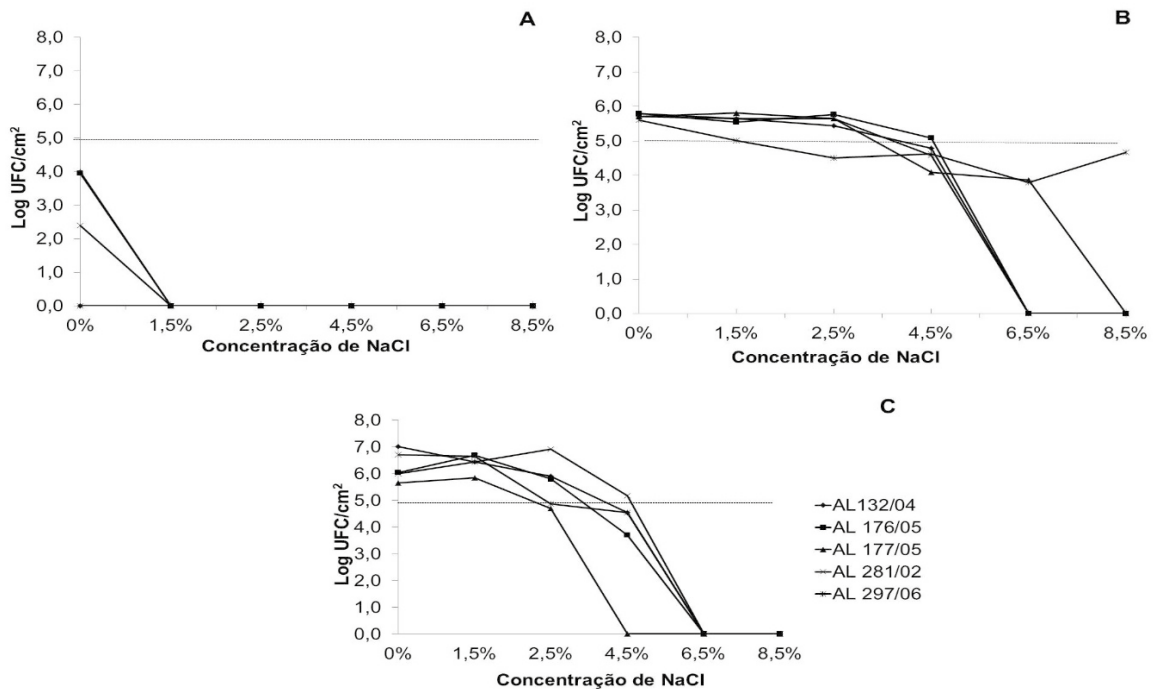 A
8,0
7,0
6,0
5,0
4,0
3,0
2,0
1,0
0,0
Log UFC/cm²
0% 1,5% 2,5% 4,5% 6,5% 8,5%
Concentração de NaCl
B
8,0
7,0
6,0
5,0
4,0
3,0
2,0
1,0
0,0
Log UFC/cm²
0% 1,5% 2,5% 4,5% 6,5% 8,5%
Concentração de NaCl
C
8,0
7,0
6,0
5,0
4,0
3,0
2,0
1,0
0,0
Log UFC/cm²
0% 1,5% 2,5% 4,5% 6,5% 8,5%
Concentração de NaCl
AL132/04
AL 176/05
AL 177/05
AL 281/02
AL 297/06